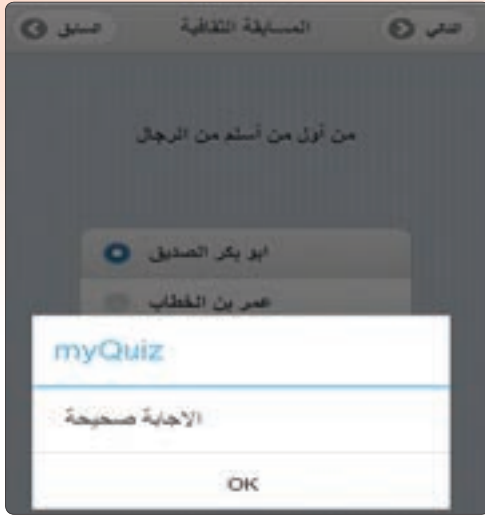 التالي المسابقة الثقافية السابق
من أول من أسلم من الرجال
ابو بكر الصديق
عمر بن الخطاب
myQuiz
الاجابة صحيحة
OK